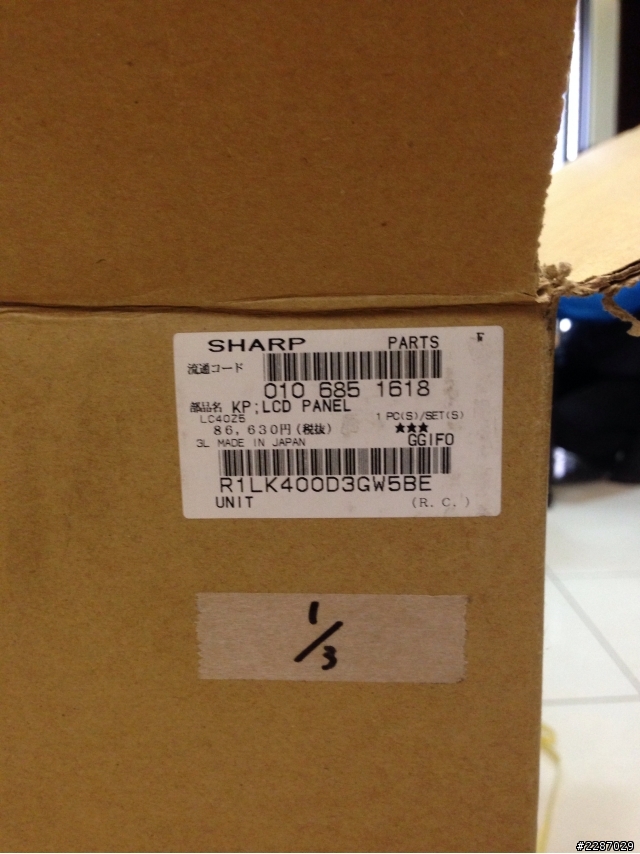 SHARP PARTS
流通コード
010 685 1618
部品名 KP;LCD PANEL
LC40Z5 1 PC(S)/SET(S)
86,630円(税抜) ★★★
3L MADE IN JAPAN GGIFO
R1LK400D3GW5BE
UNIT (R.C.)
1/3
#2287029